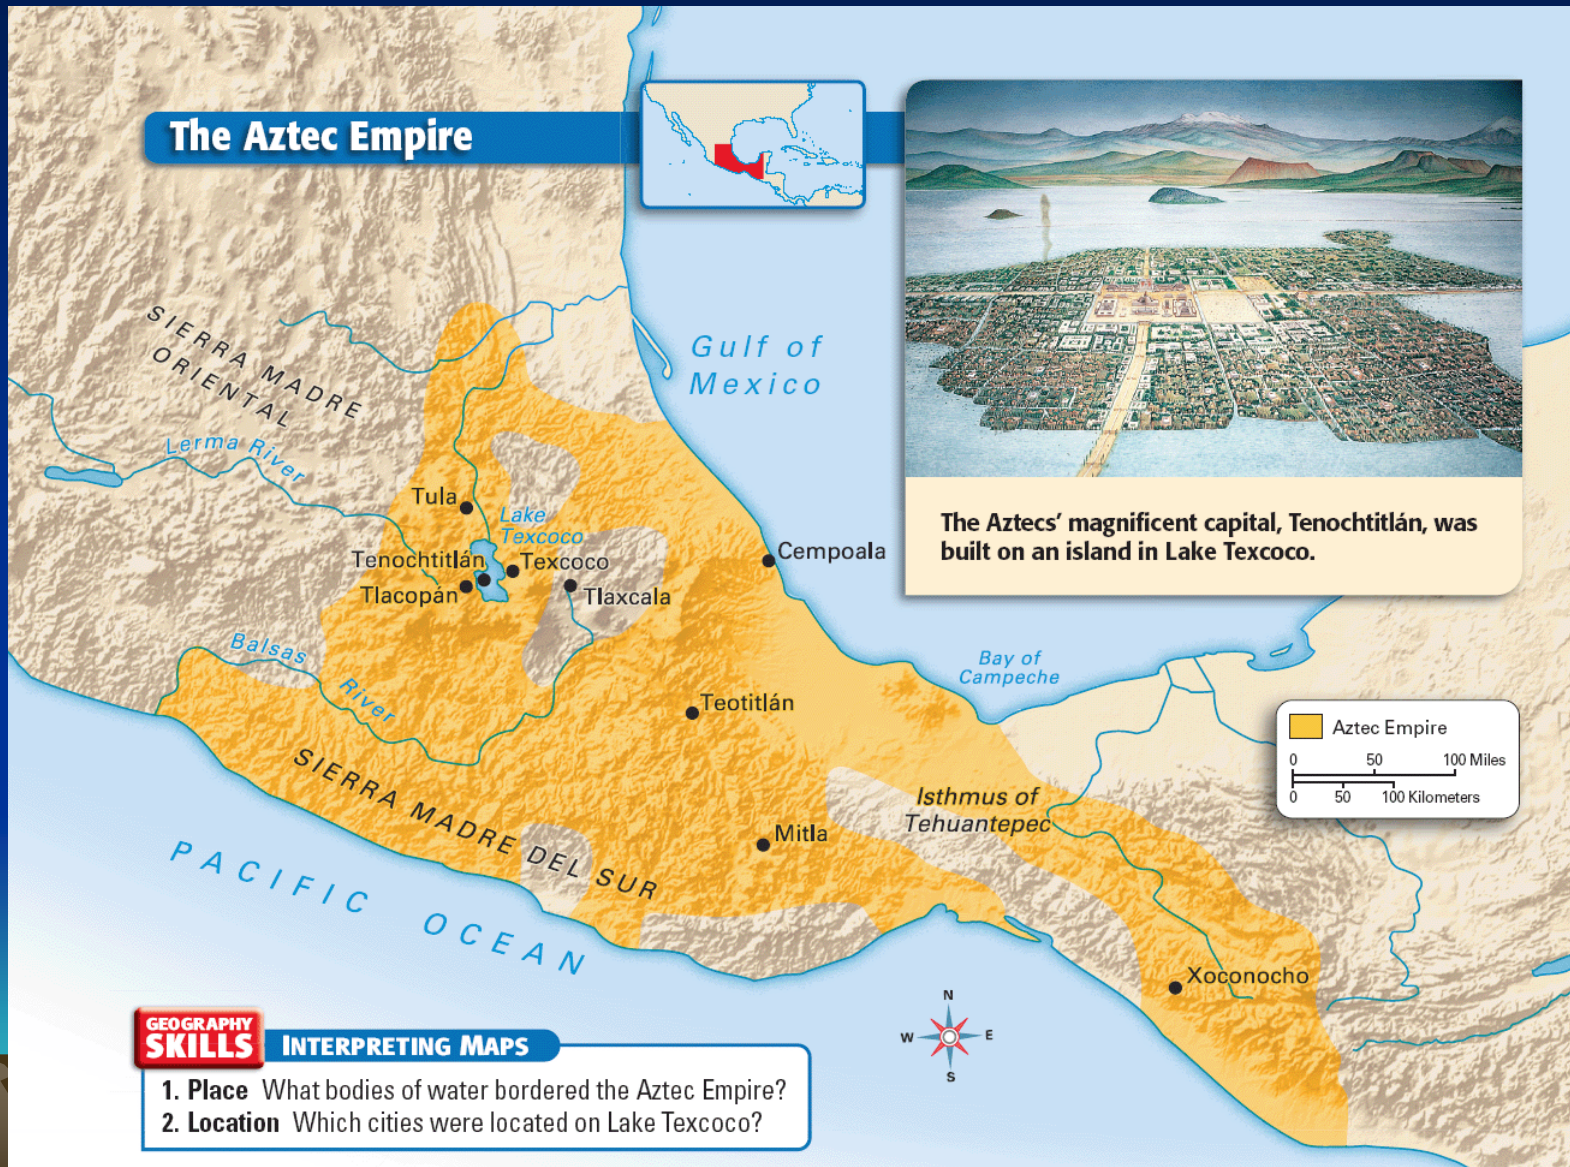 The Aztec Empire
The Aztecs’ magnificent capital, Tenochtitlán, was
built on an island in Lake Texcoco.
Gulf of
Mexico
SIERRA MADRE
ORIENTAL
Lerma River
Tula
Lake
Texcoco
Tenochtitlán
Texcoco
Tlacopán
Tlaxcala
Cempoala
Balsas
River
Bay of
Campeche
Teotitlán
Aztec Empire
0 50 100 Miles
0 50 100 Kilometers
SIERRA MADRE DEL SUR
Isthmus of
Tehuantepec
Mitla
PACIFIC OCEAN
Xoconocho
N
W E
S
GEOGRAPHY
SKILLS
INTERPRETING MAPS
1. Place What bodies of water bordered the Aztec Empire?
2. Location Which cities were located on Lake Texcoco?